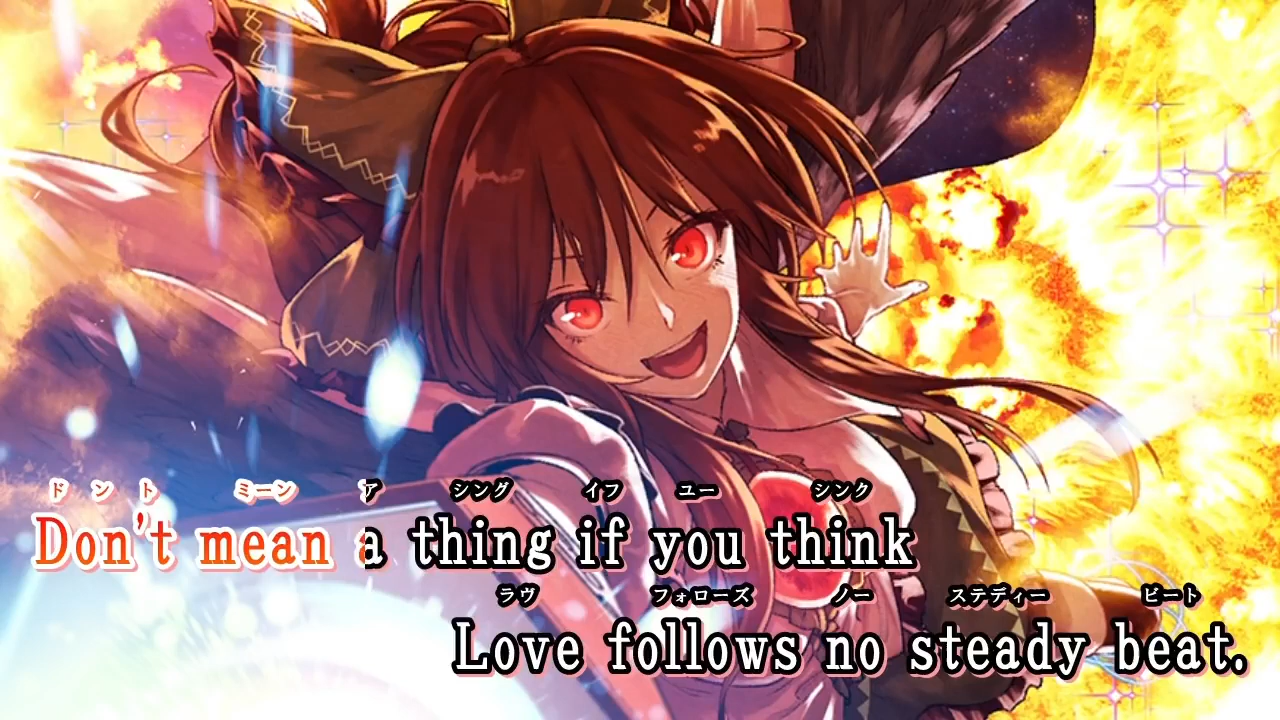 ドント ミーン ア シング イフ ユー シンク
Don't mean a thing if you think
ラヴ フォローズ ノー ステディー ビート
Love follows no steady beat.